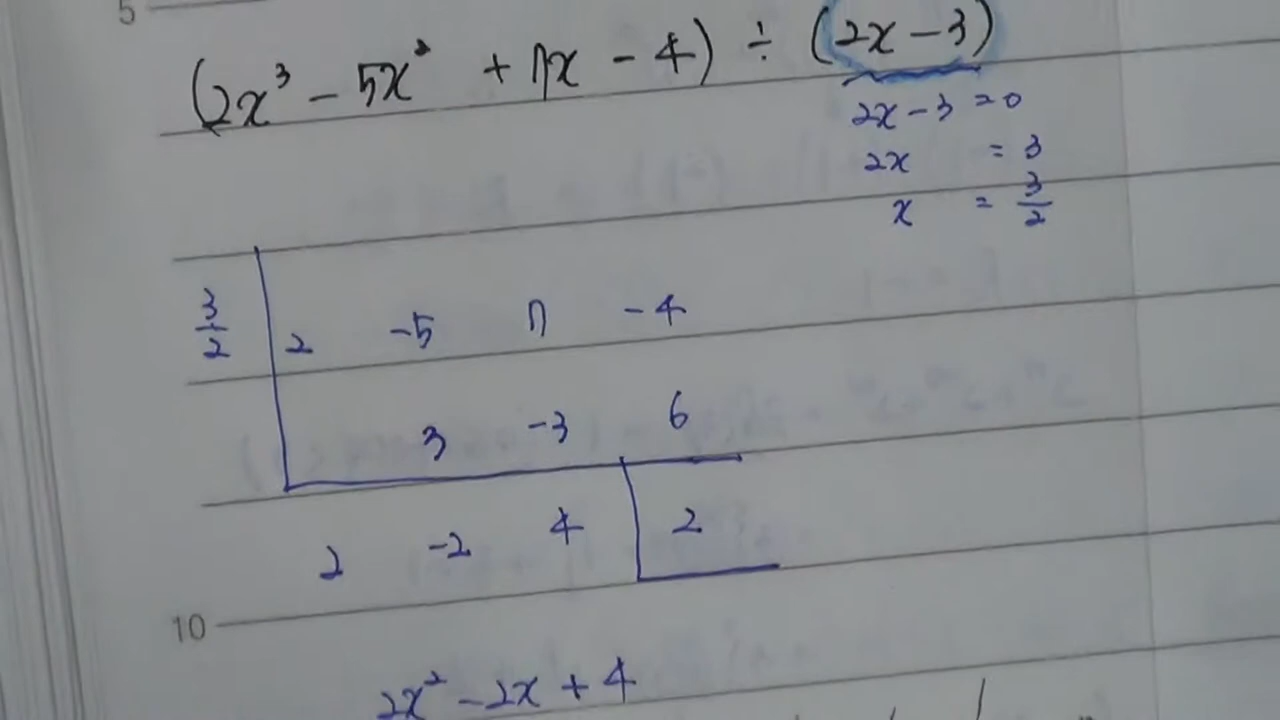 5
(2x³ - 5x² + 7x - 4) ÷ (2x - 3)
2x - 3 = 0
2x = 3
x = 3/2
3/2 2 -5 7 -4
3 -3 6
2 -2 4 2
10
2x² - 2x + 4